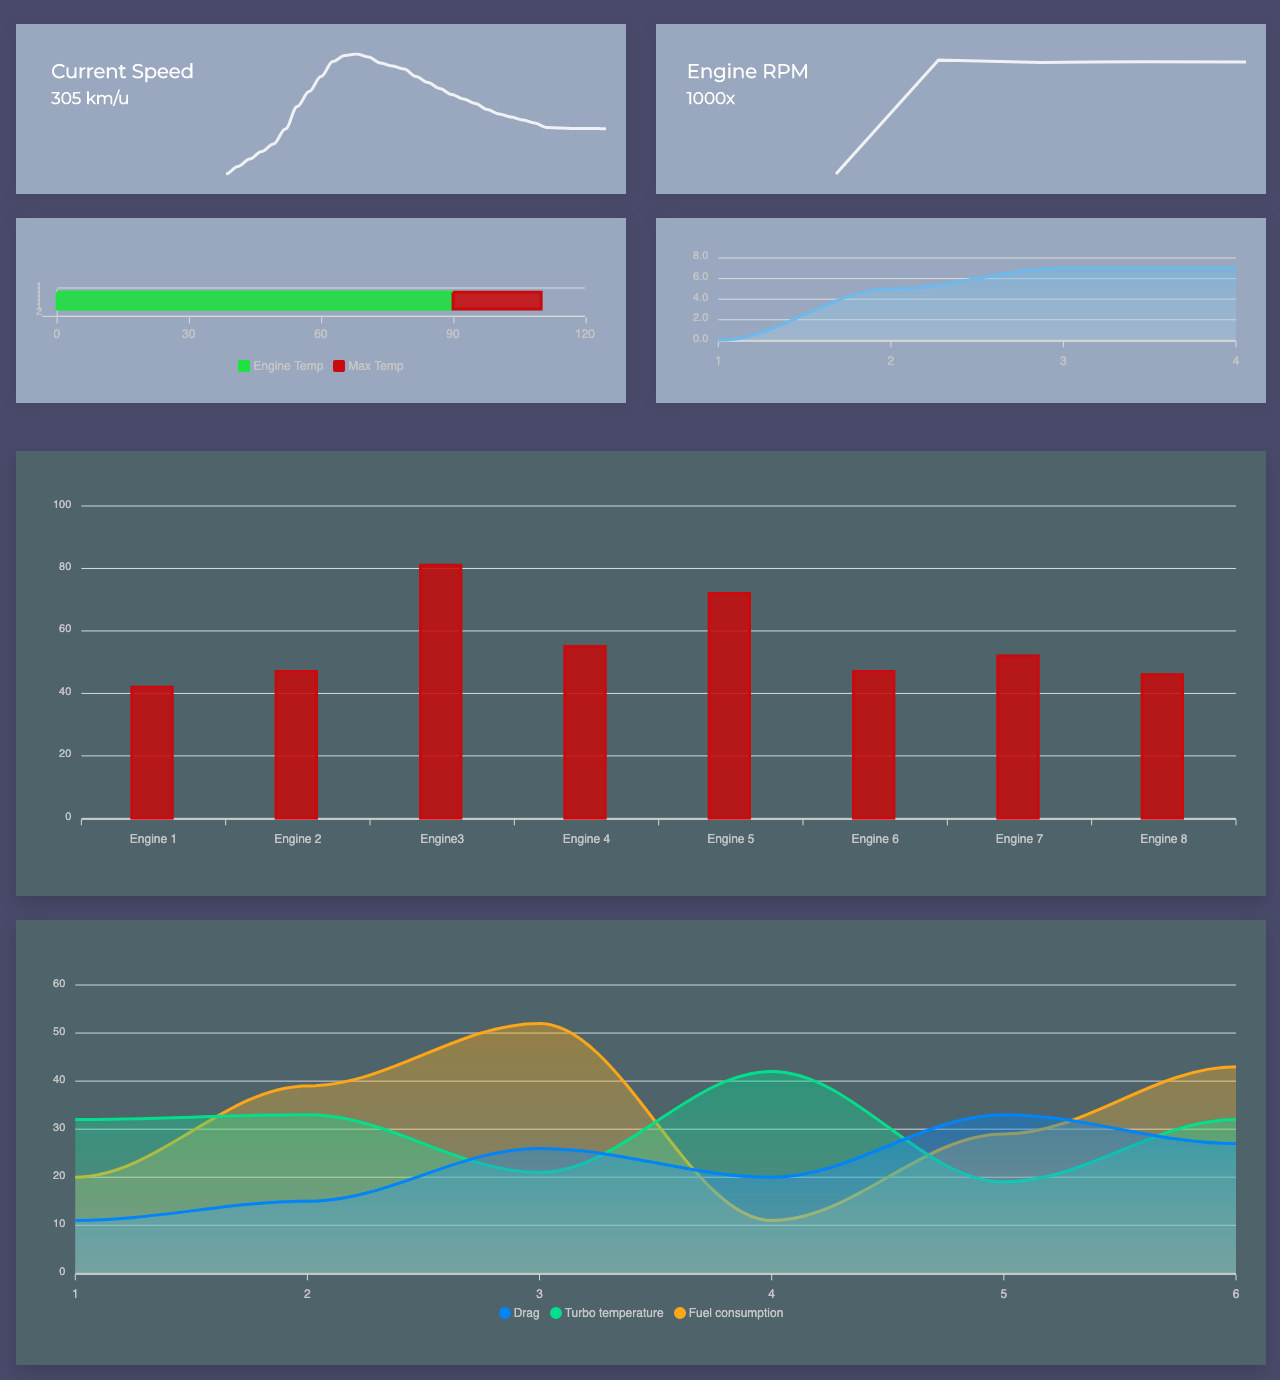 Current Speed
305 km/u
Engine RPM
1000x
2
0 30 60 90 120
Engine Temp Max Temp
8.0
6.0
4.0
2.0
0.0
1 2 3 4
100
80
60
40
20
0
Engine 1 Engine 2 Engine3 Engine 4 Engine 5 Engine 6 Engine 7 Engine 8
60
50
40
30
20
10
0
1 2 3 4 5 6
Drag Turbo temperature Fuel consumption